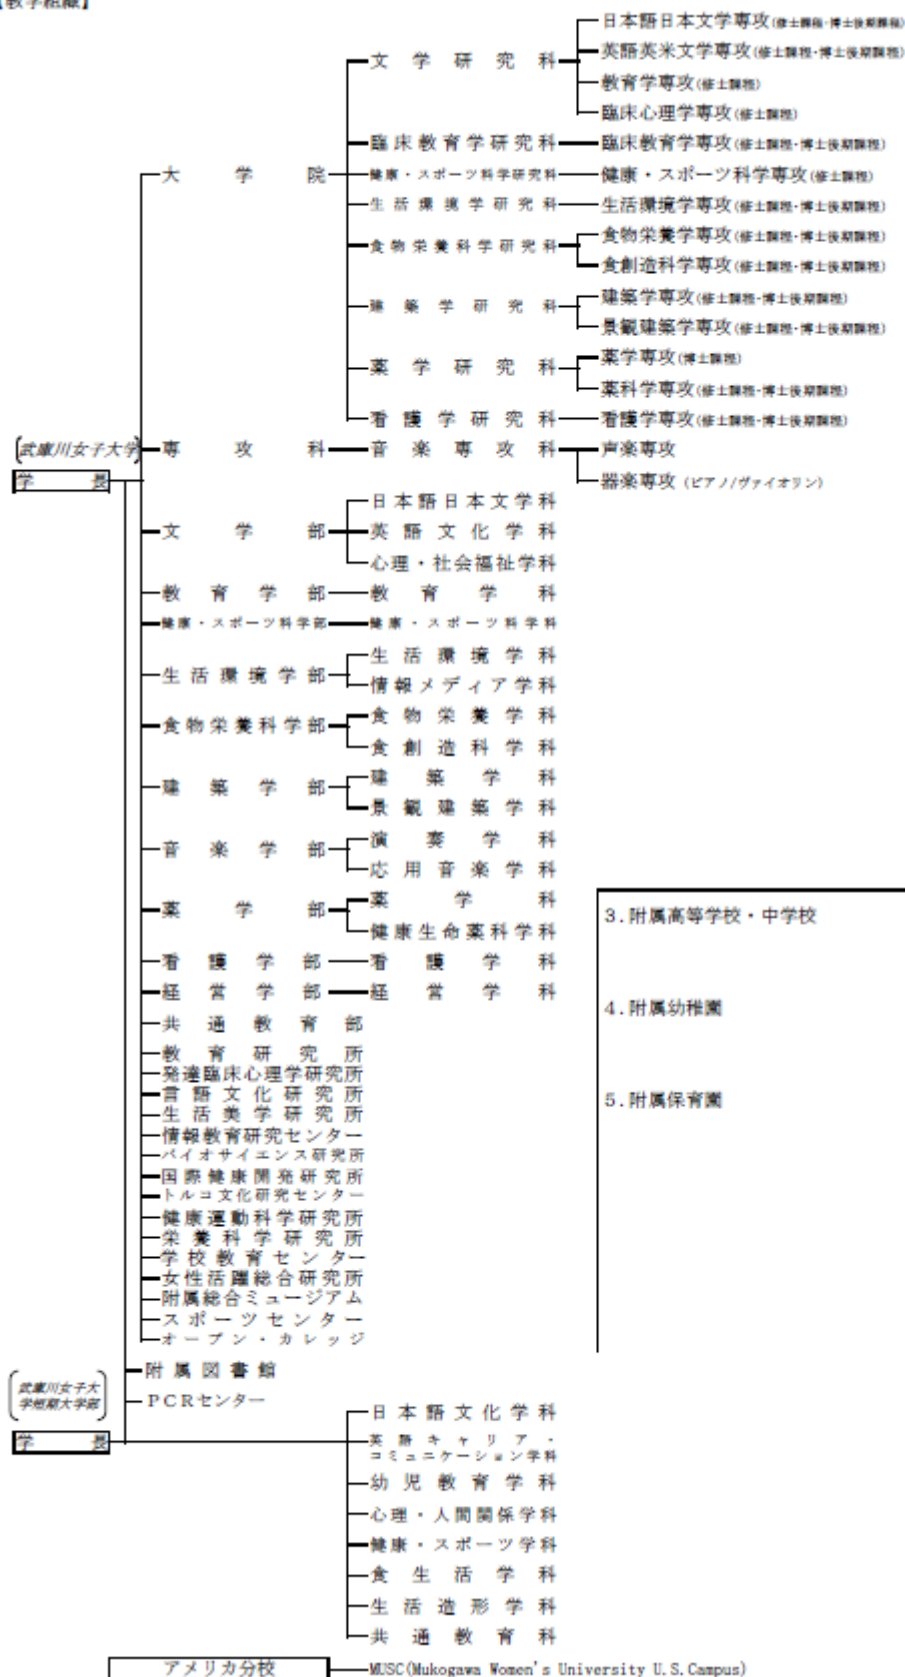 【教学組織】
日本語日本文学専攻(修士課程・博士後期課程)
文学研究科
英語英米文学専攻(修士課程・博士後期課程)
教育学専攻(修士課程)
臨床心理学専攻(修士課程)
臨床教育学研究科 臨床教育学専攻(修士課程・博士後期課程)
大学院 健康・スポーツ科学研究科 健康・スポーツ科学専攻(修士課程)
生活環境学研究科 生活環境学専攻(修士課程・博士後期課程)
食物栄養科学研究科 食物栄養学専攻(修士課程・博士後期課程)
食創造科学専攻(修士課程・博士後期課程)
建築学研究科 建築学専攻(修士課程・博士後期課程)
景観建築学専攻(修士課程・博士後期課程)
薬学研究科 薬学専攻(博士課程)
薬科学専攻(修士課程・博士後期課程)
看護学研究科 看護学専攻(修士課程・博士後期課程)
(武庫川女子大学) 専攻科 音楽専攻科 声楽専攻
学長 器楽専攻(ピアノ/ヴァイオリン)
日本語日本文学科
文学部 英語文化学科
心理・社会福祉学科
教育学部 教育学科
健康・スポーツ科学部 健康・スポーツ科学科
生活環境学部 生活環境学科
情報メディア学科
食物栄養科学部 食物栄養学科
食創造科学科
建築学部 建築学科
景観建築学科
音楽学部 演奏学科
応用音楽学科
薬学部 薬学科
健康生命薬科学科
看護学部 看護学科
経営学部 経営学科
共通教育部
教育研究所
発達臨床心理学研究所
言語文化研究所
生活美学研究所
情報教育研究センター
バイオサイエンス研究所
国際健康開発研究所
トルコ文化研究センター
健康運動科学研究所
栄養科学研究所
学校教育センター
女性活躍総合研究所
附属総合ミュージアム
スポーツセンター
オープン・カレッジ
3.附属高等学校・中学校
4.附属幼稚園
5.附属保育園
附属図書館
PCRセンター
(武庫川女子大
学短期大学部)
学長
日本語文化学科
英語キャリア・
コミュニケーション学科
幼児教育学科
心理・人間関係学科
健康・スポーツ学科
食生活学科
生活造形学科
共通教育科
アメリカ分校 MUSC(Mukogawa Women's University U.S.Campus)